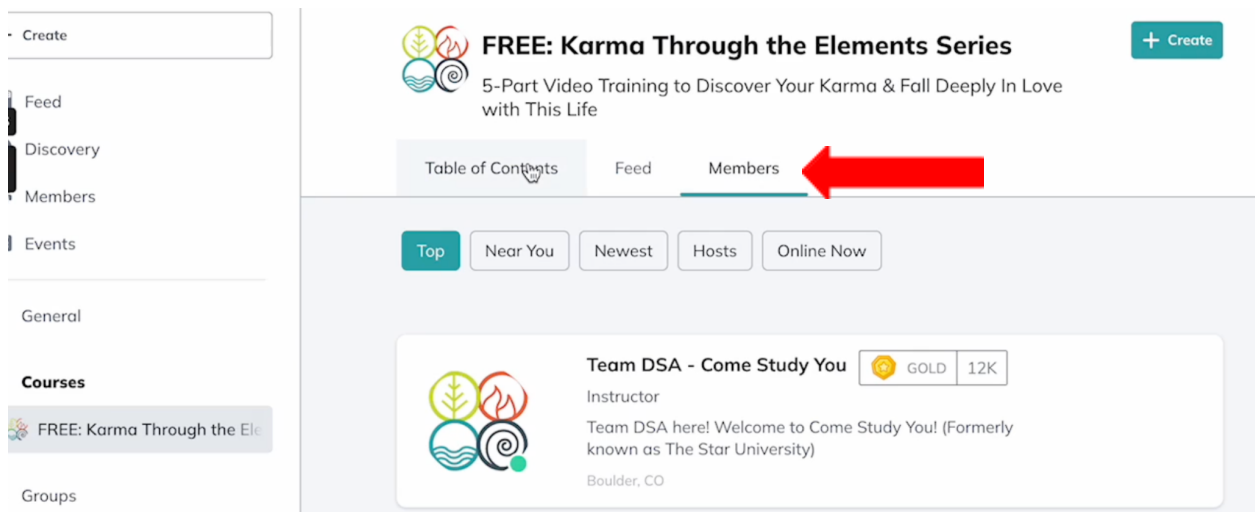 Create
Feed
Discovery
Members
Events
General
Courses
FREE: Karma Through the Ele
Groups
FREE: Karma Through the Elements Series
+ Create
5-Part Video Training to Discover Your Karma & Fall Deeply In Love
with This Life
Table of Contents Feed Members
Top Near You Newest Hosts Online Now
Team DSA - Come Study You GOLD 12K
Instructor
Team DSA here! Welcome to Come Study You! (Formerly
known as The Star University)
Boulder, CO